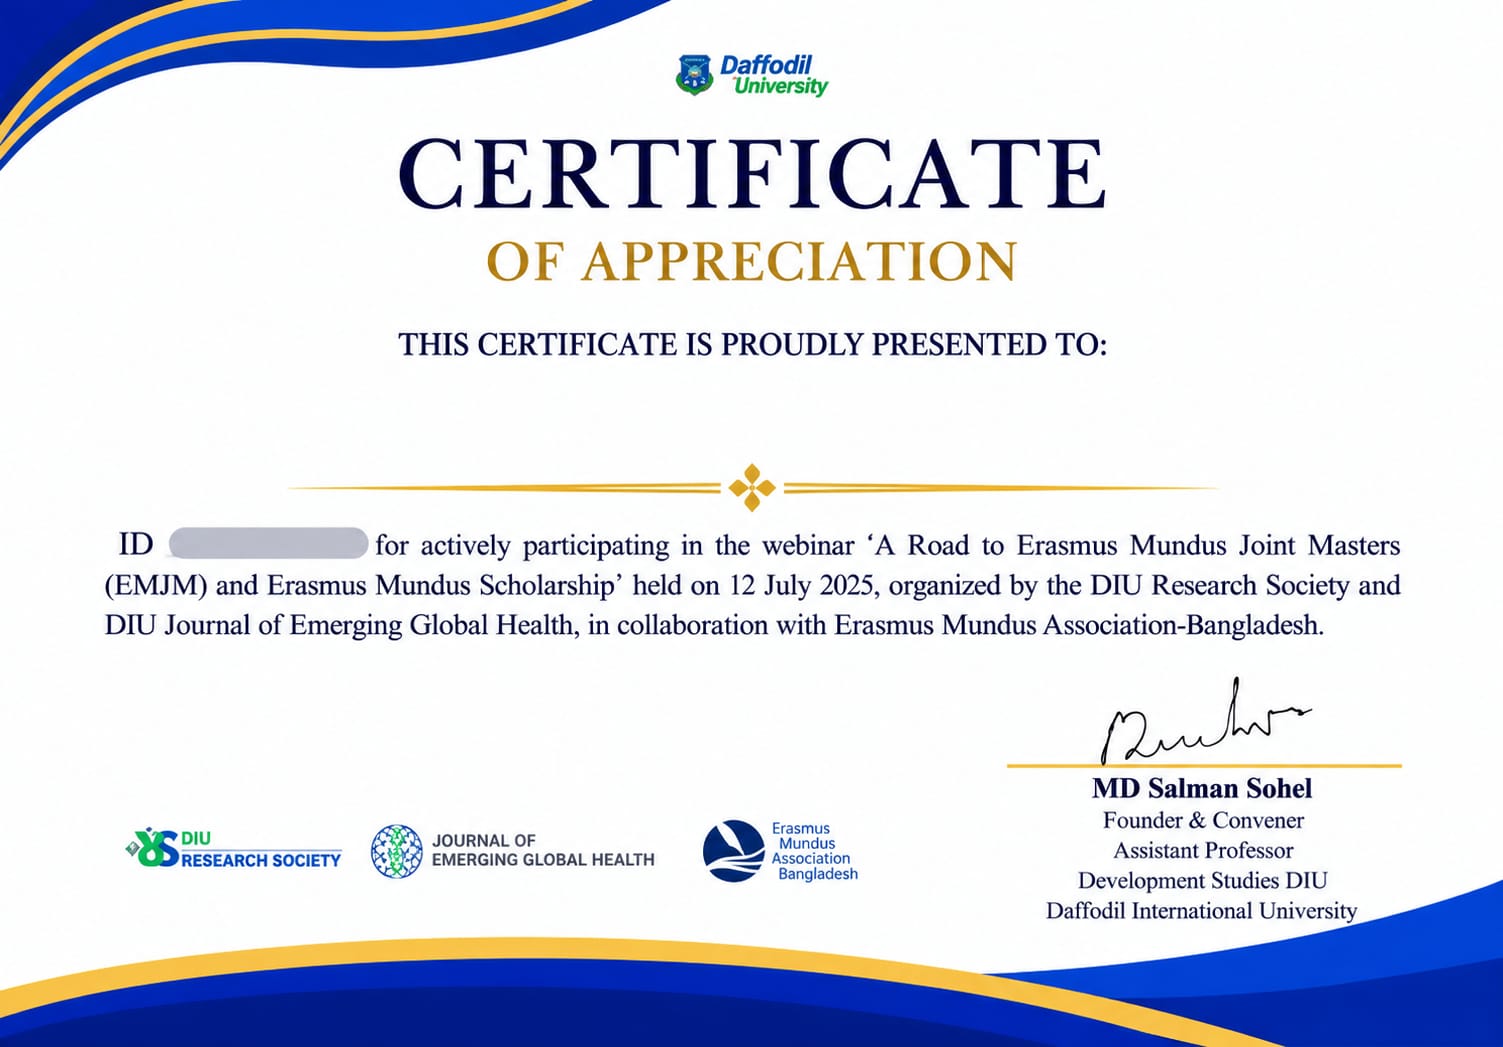 Daffodil
University
CERTIFICATE
OF APPRECIATION
THIS CERTIFICATE IS PROUDLY PRESENTED TO:
ID for actively participating in the webinar ‘A Road to Erasmus Mundus Joint Masters
(EMJM) and Erasmus Mundus Scholarship’ held on 12 July 2025, organized by the DIU Research Society and
DIU Journal of Emerging Global Health, in collaboration with Erasmus Mundus Association-Bangladesh.
MD Salman Sohel
Founder & Convener
Assistant Professor
Development Studies DIU
Daffodil International University
DIU
RESEARCH SOCIETY
JOURNAL OF
EMERGING GLOBAL HEALTH
Erasmus
Mundus
Association
Bangladesh